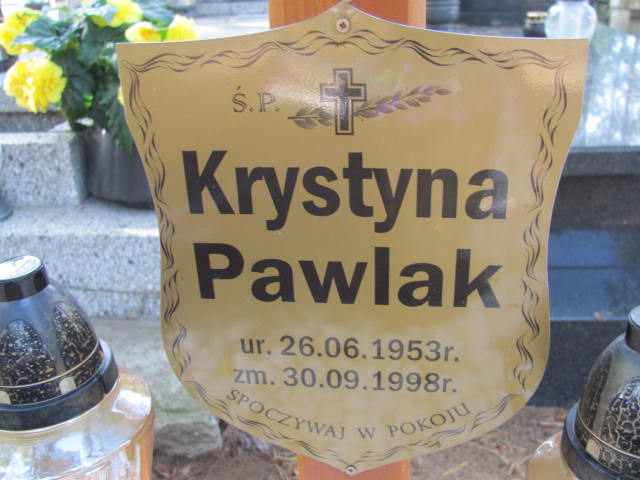 Ś.P.
Krystyna
Pawlak
ur. 26.06.1953r.
zm. 30.09.1998r.
SPOCZYWAJ W POKOJU